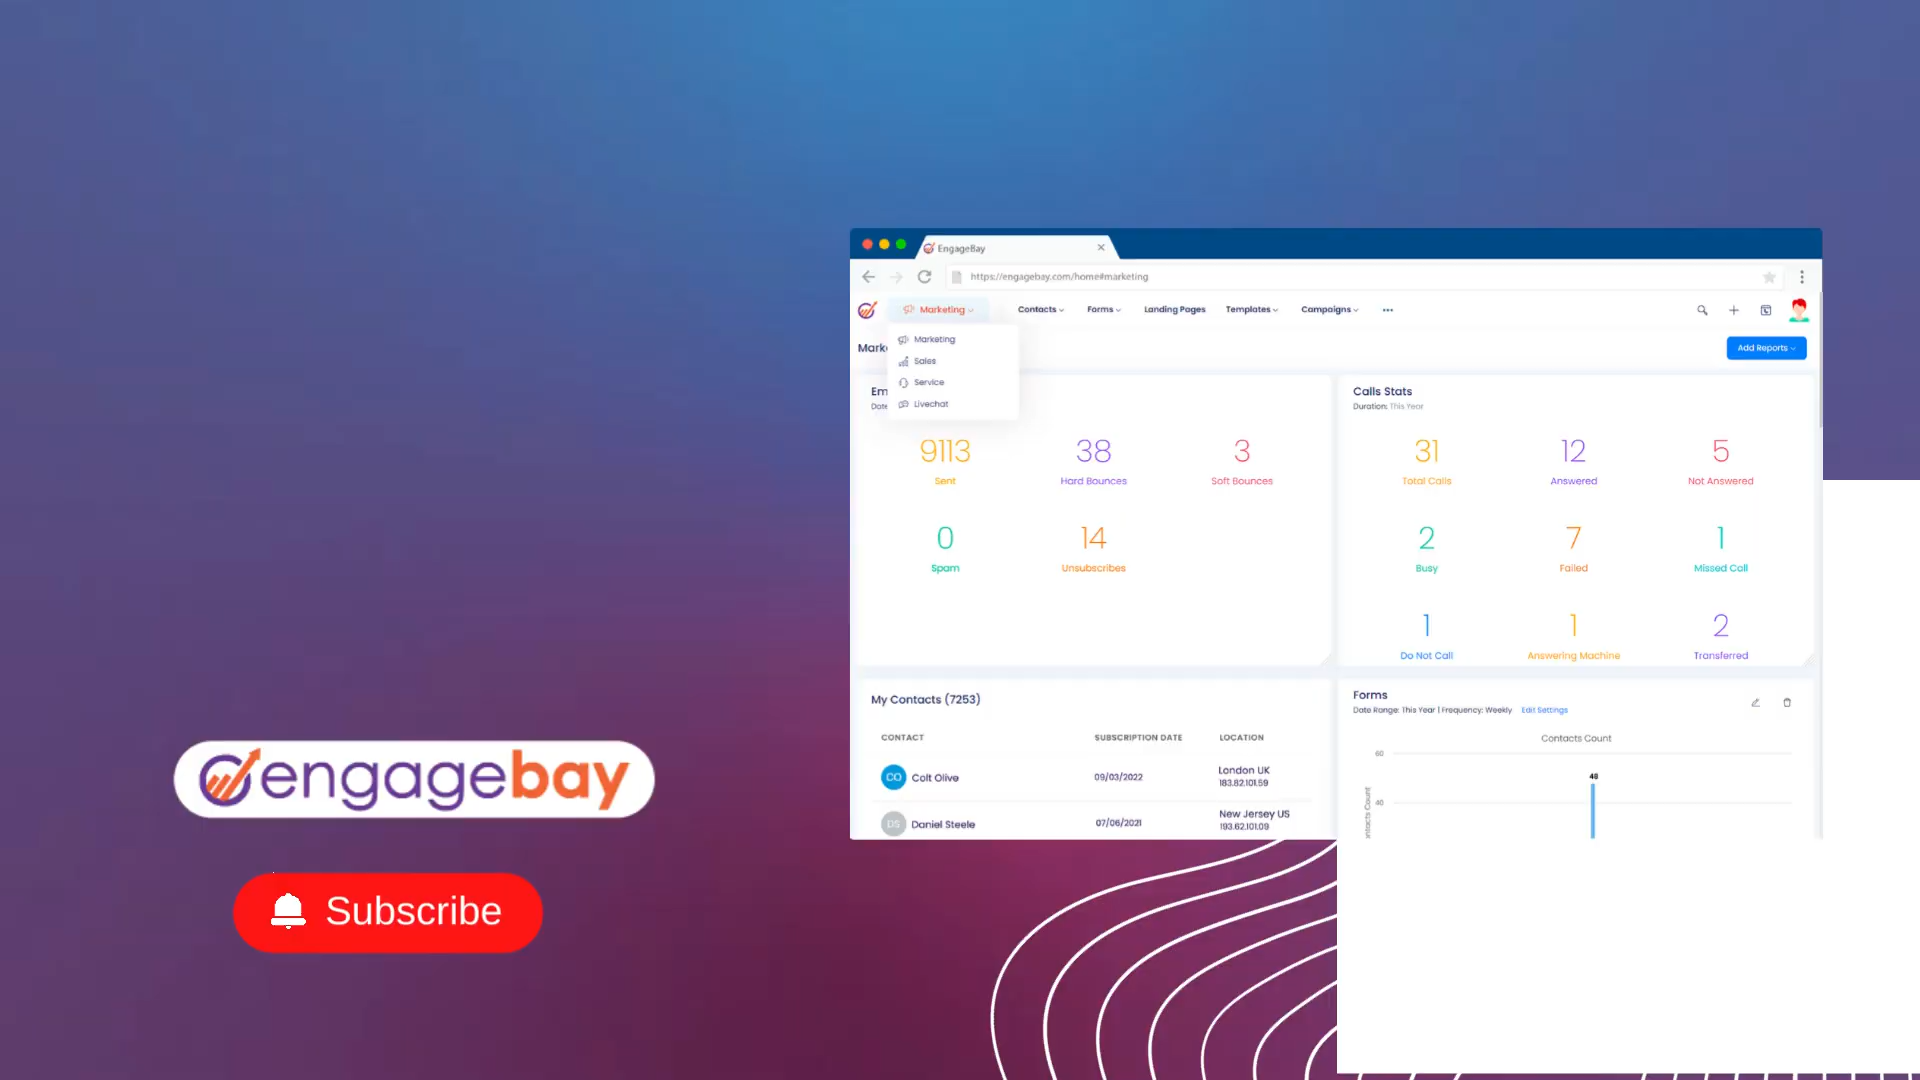 EngageBay
https://engagebay.com/home#marketing
Marketing
Contacts
Forms
Landing Pages
Templates
Campaigns
Marketing
Sales
Service
Livechat
Mark
Add Reports
Em
Date
9113
Sent
38
Hard Bounces
3
Soft Bounces
0
Spam
14
Unsubscribes
Calls Stats
Duration: This Year
31
Total Calls
12
Answered
5
Not Answered
2
Busy
7
Failed
1
Missed Call
1
Do Not Call
1
Answering Machine
2
Transferred
My Contacts (7253)
CONTACT SUBSCRIPTION DATE LOCATION
CO Colt Olive 09/03/2022 London UK
183.82.101.59
DS Daniel Steele 07/06/2021 New Jersey US
193.62.101.09
Forms
Date Range: This Year | Frequency: Weekly Edit Settings
Contacts Count
60
48
40
ntacts Count
engagebay
Subscribe